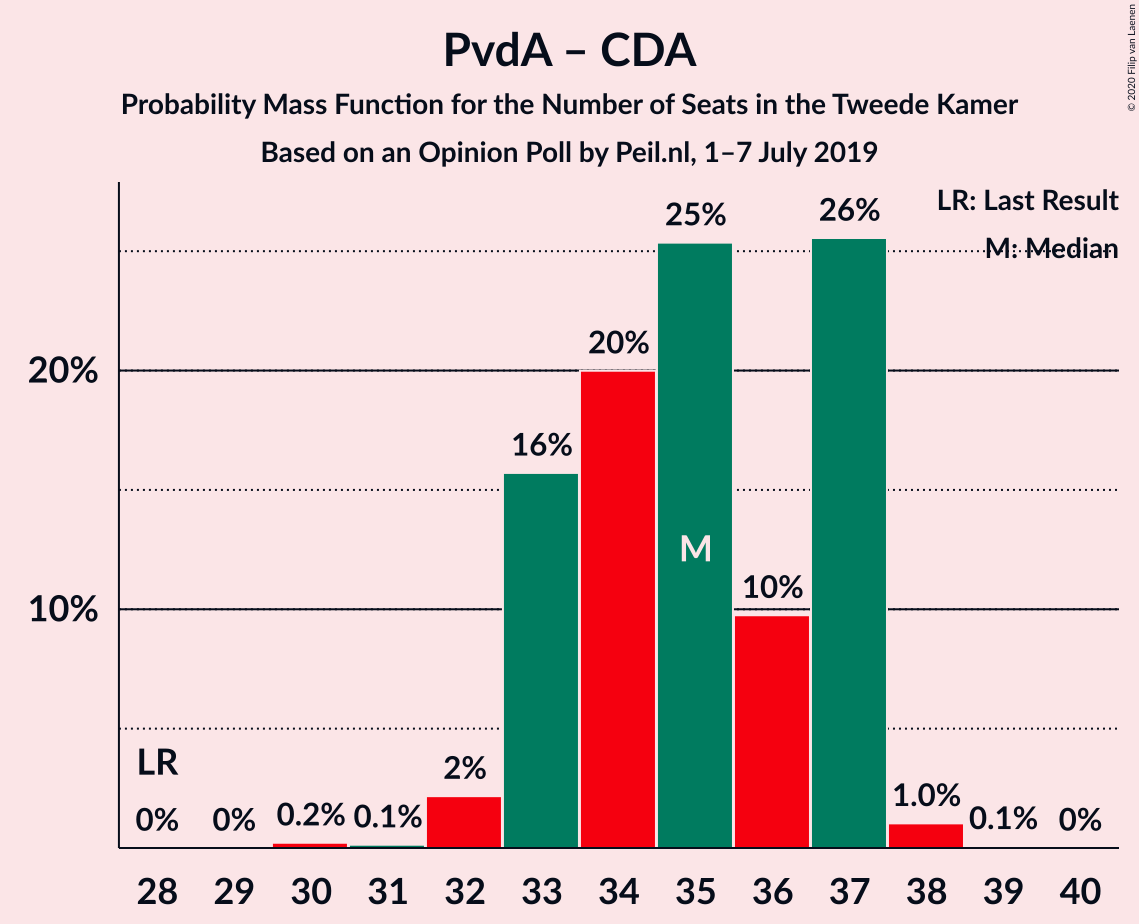 PvdA – CDA
Probability Mass Function for the Number of Seats in the Tweede Kamer
Based on an Opinion Poll by Peil.nl, 1–7 July 2019
© 2020 Filip van Laenen
LR: Last Result
M: Median
20%
10%
LR
0% 0% 0.2% 0.1% 2% 16% 20% 25% 10% 26% 1.0% 0.1% 0%
M
28 29 30 31 32 33 34 35 36 37 38 39 40